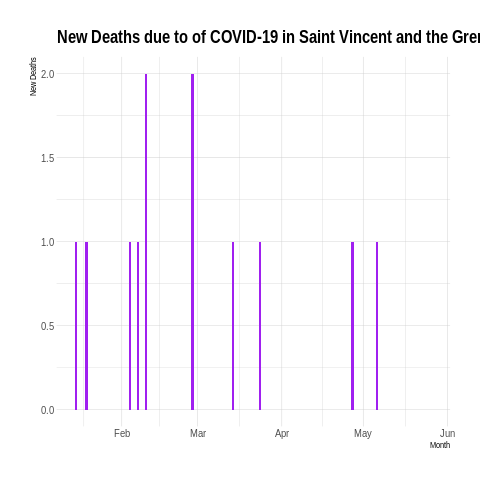 New Deaths due to of COVID-19 in Saint Vincent and the Gren
New Deaths
2.0
1.5
1.0
0.5
0.0
Feb Mar Apr May Jun
Month